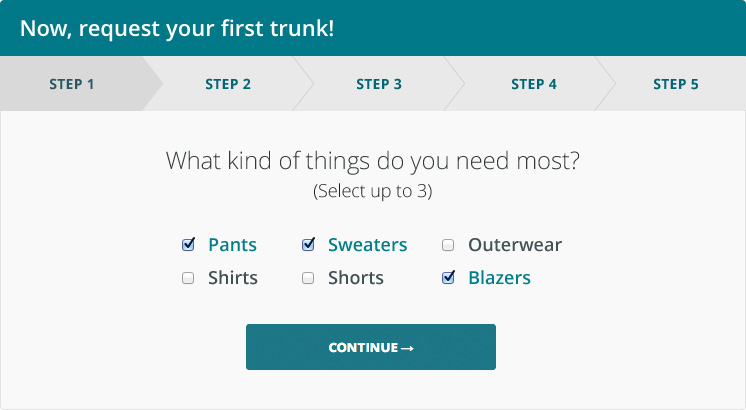 Now, request your first trunk!
STEP 1 STEP 2 STEP 3 STEP 4 STEP 5
What kind of things do you need most?
(Select up to 3)
Pants Sweaters Outerwear
Shirts Shorts Blazers
CONTINUE→